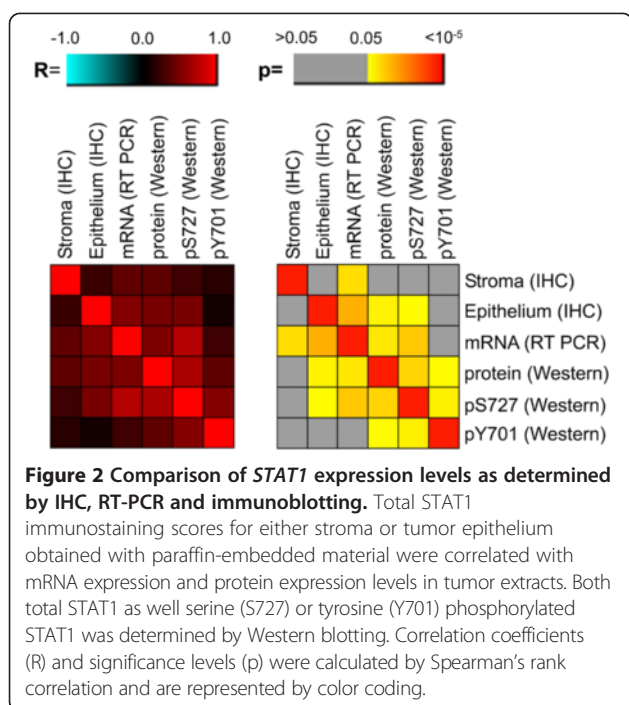 -1.0 0.0 1.0
>0.05 0.05 <10-5
R=
p=
Stroma (IHC)
Epithelium (IHC)
mRNA (RT PCR)
protein (Western)
pS727 (Western)
pY701 (Western)
Stroma (IHC)
Epithelium (IHC)
mRNA (RT PCR)
protein (Western)
pS727 (Western)
pY701 (Western)
Stroma (IHC)
Epithelium (IHC)
mRNA (RT PCR)
protein (Western)
pS727 (Western)
pY701 (Western)
Figure 2 Comparison of STAT1 expression levels as determined
by IHC, RT-PCR and immunoblotting. Total STAT1
immunostaining scores for either stroma or tumor epithelium
obtained with paraffin-embedded material were correlated with
mRNA expression and protein expression levels in tumor extracts. Both
total STAT1 as well serine (S727) or tyrosine (Y701) phosphorylated
STAT1 was determined by Western blotting. Correlation coefficients
(R) and significance levels (p) were calculated by Spearman's rank
correlation and are represented by color coding.